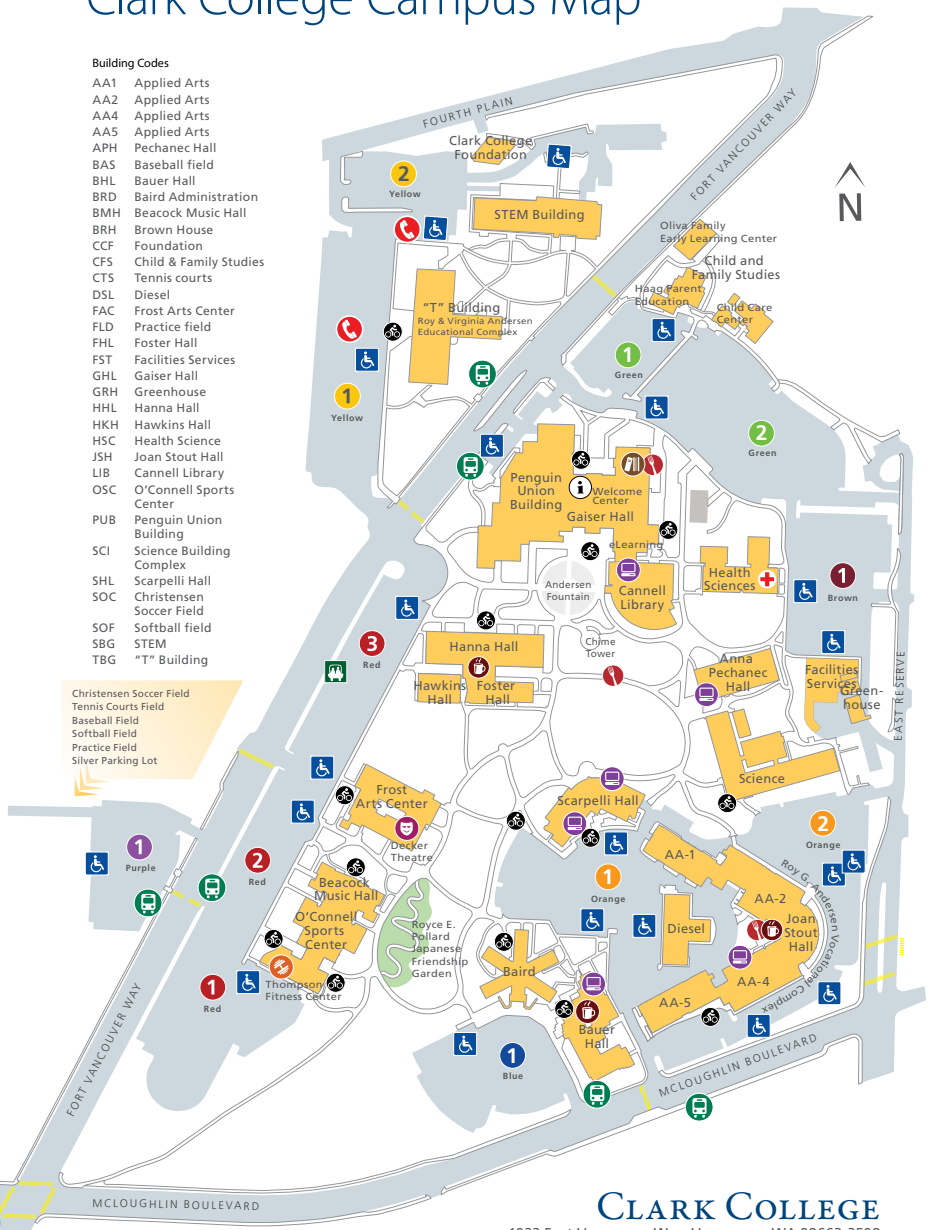 Clark College Campus Map
Building Codes
AA1 Applied Arts
AA2 Applied Arts
AA4 Applied Arts
AA5 Applied Arts
APH Pechanec Hall
BAS Baseball field
BHL Bauer Hall
BRD Baird Administration
BMH Beacock Music Hall
BRH Brown House
CCF Foundation
CFS Child & Family Studies
CTS Tennis courts
DSL Diesel
FAC Frost Arts Center
FLD Practice field
FHL Foster Hall
FST Facilities Services
GHL Gaiser Hall
GRH Greenhouse
HHL Hanna Hall
HKH Hawkins Hall
HSC Health Science
JSH Joan Stout Hall
LIB Cannell Library
OSC O'Connell Sports
Center
PUB Penguin Union
Building
SCI Science Building
Complex
SHL Scarpelli Hall
SOC Christensen
Soccer Field
SOF Softball field
SBG STEM
TBG "T" Building
Christensen Soccer Field
Tennis Courts Field
Baseball Field
Softball Field
Practice Field
Silver Parking Lot
FOURTH PLAIN
FORT VANCOUVER WAY
N
Clark College
Foundation
2
Yellow
STEM Building
Oliva Family
Early Learning Center
Child and
Family Studies
Haag Parent
Education
Child Care
Center
"T" Building
Roy & Virginia Andersen
Educational Complex
1
Green
1
Yellow
2
Green
Penguin
Union
Building
i
Welcome
Center
Gaiser Hall
eLearning
Andersen
Fountain
Cannell
Library
Health
Sciences
1
Brown
3
Red
Hanna Hall
Hawkins
Hall
Foster
Hall
Chime
Tower
Anna
Pechanec
Hall
Facilities
Services
Green-
house
EAST RESERVE
Science
Frost
Arts Center
Decker
Theatre
Scarpelli Hall
2
Orange
1
Purple
2
Red
1
Orange
AA-1
AA-2
Roy G. Andersen Vocational Complex
Beacock
Music Hall
O'Connell
Sports
Center
Royce E.
Pollard
Japanese
Friendship
Garden
Diesel
Joan
Stout
Hall
1
Red
Thompson
Fitness Center
Baird
AA-4
AA-5
Bauer
Hall
1
Blue
FORT VANCOUVER WAY
MCLOUGHLIN BOULEVARD
MCLOUGHLIN BOULEVARD
CLARK COLLEGE